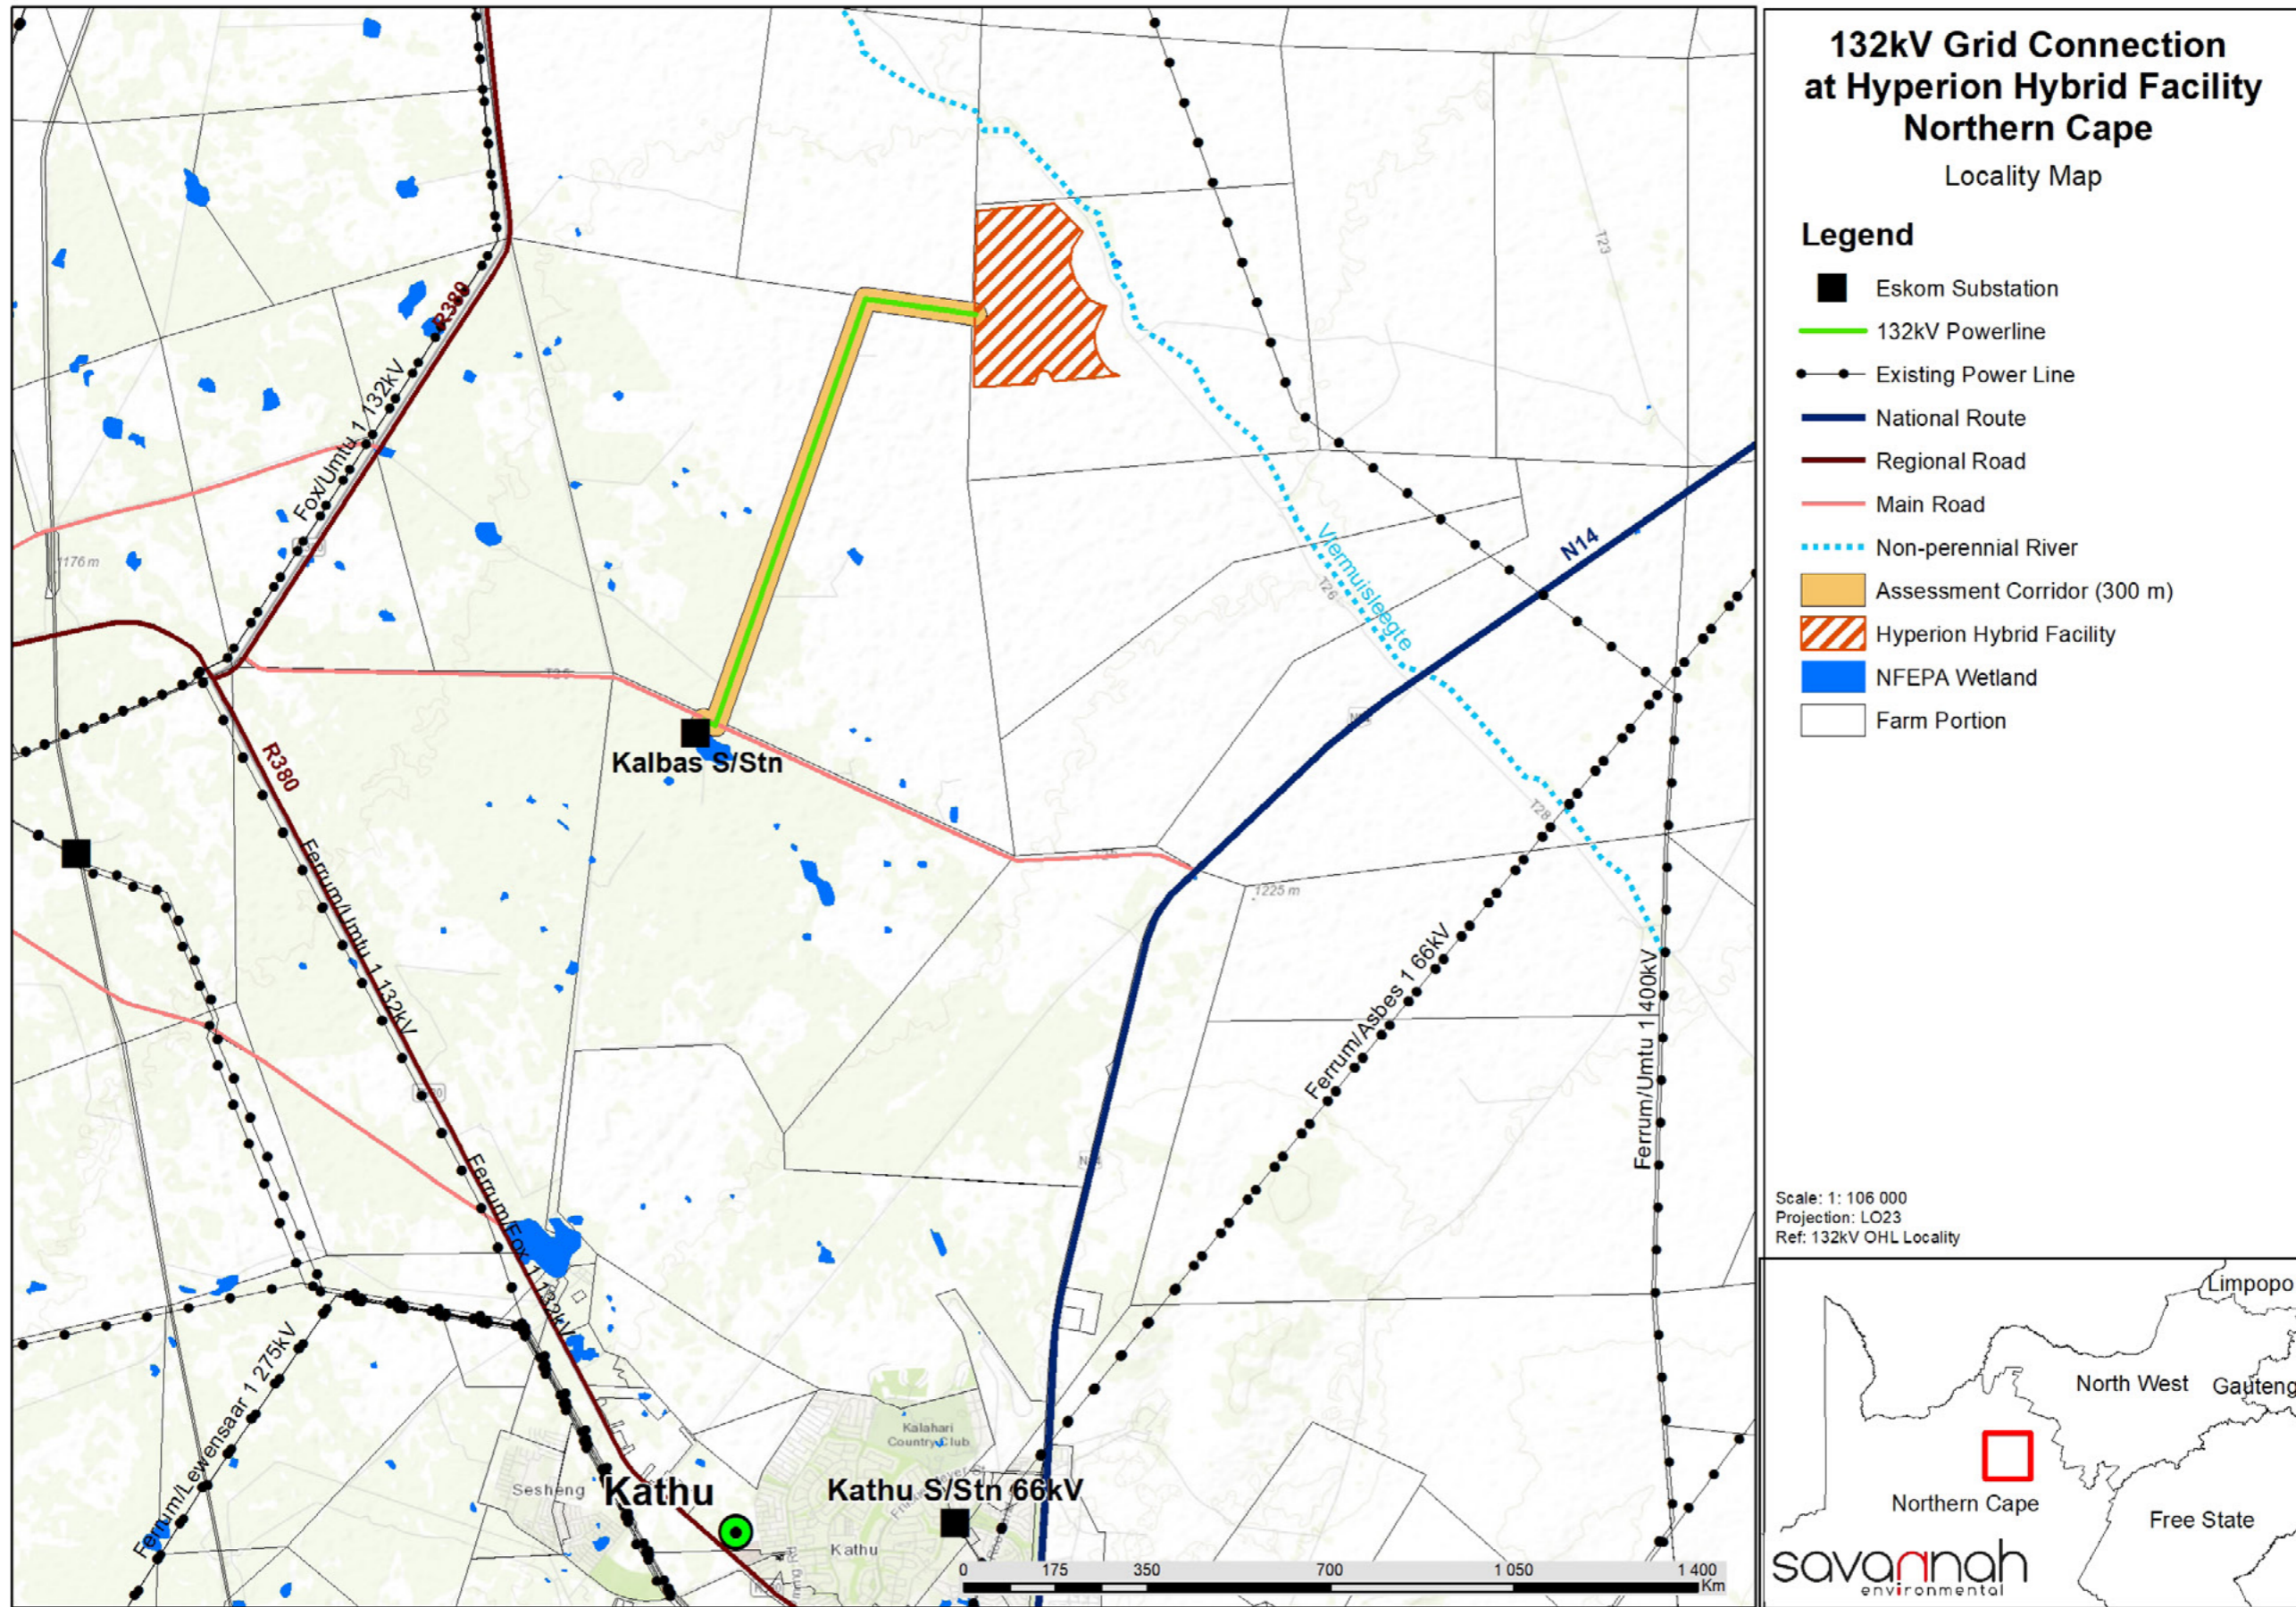 132kV Grid Connection
at Hyperion Hybrid Facility
Northern Cape
Locality Map
Legend
Eskom Substation
132kV Powerline
Existing Power Line
National Route
Regional Road
Main Road
Non-perennial River
Assessment Corridor (300 m)
Hyperion Hybrid Facility
NFEPA Wetland
Farm Portion
Scale: 1: 106 000
Projection: LO23
Ref: 132kV OHL Locality
Limpopo
North West
Gauteng
Northern Cape
Free State
savannah
environmental
R380
Fox/Umtu 1 132kV
T23
1176 m
N14
Vlermuisleegte
T26
T25
Kalbas S/Stn
R380
T28
T25
1225 m
Ferrum/Umtu 1 132kV
Ferrum/Asbes 1 66kV
Ferrum/Umtu 1 400kV
Ferrum/Fox 1 132kV
Ferrum/Lewensaar 1 275kV
Kalahari
Country Club
Sesheng
Kathu
Kathu S/Stn 66kV
Kathu
0 175 350 700 1 050 1 400
Km